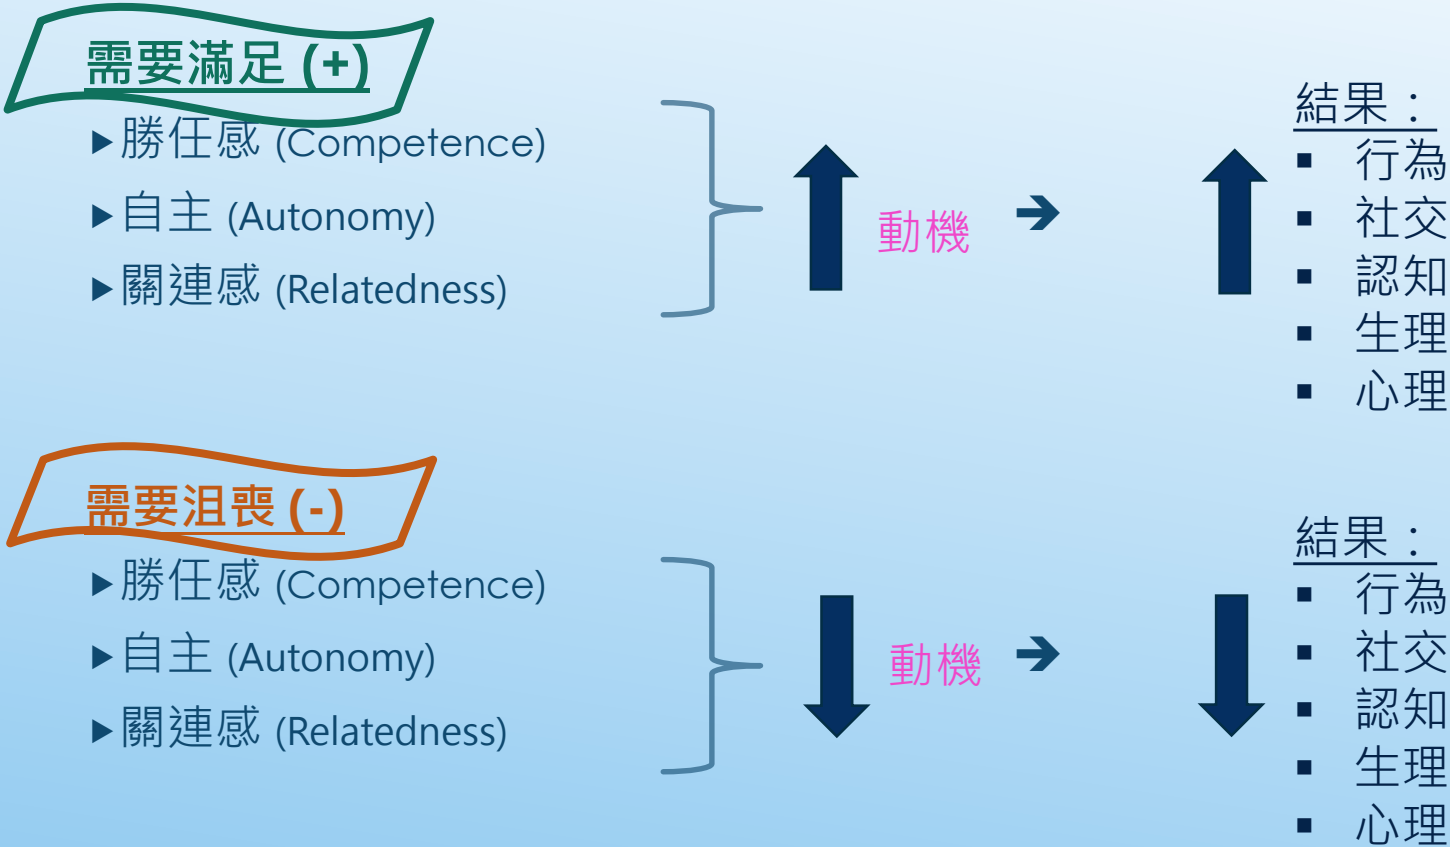 需要滿足 (+)
▶勝任感 (Competence)
▶自主 (Autonomy)
▶關連感 (Relatedness)
動機 ➔
結果：
▪ 行為
▪ 社交
▪ 認知
▪ 生理
▪ 心理
需要沮喪 (-)
▶勝任感 (Competence)
▶自主 (Autonomy)
▶關連感 (Relatedness)
動機 ➔
結果：
▪ 行為
▪ 社交
▪ 認知
▪ 生理
▪ 心理